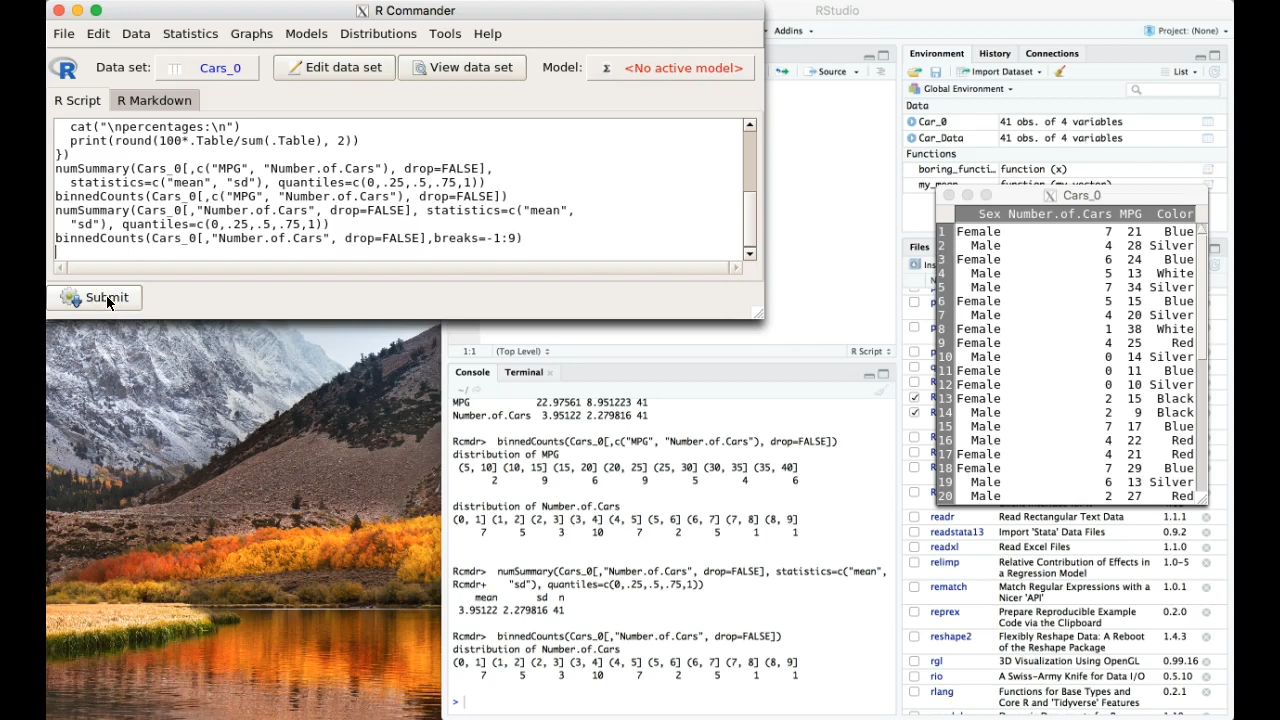 R Commander
File Edit Data Statistics Graphs Models Distributions Tools Help
Data set: Cars_0 Edit data set View data set Model: Σ <No active model>
R Script R Markdown
cat("\npercentages:\n")
print(round(100*.Table/sum(.Table), 2))
})
numSummary(Cars_0[,c("MPG", "Number.of.Cars"), drop=FALSE],
statistics=c("mean", "sd"), quantiles=c(0,.25,.5,.75,1))
binnedCounts(Cars_0[,c("MPG", "Number.of.Cars"), drop=FALSE])
numSummary(Cars_0[,"Number.of.Cars", drop=FALSE], statistics=c("mean",
"sd"), quantiles=c(0,.25,.5,.75,1))
binnedCounts(Cars_0[,"Number.of.Cars", drop=FALSE],breaks=-1:9)
Submit
RStudio
Addins
Project: (None)
Source
1:1 (Top Level) R Script
Console Terminal
~/
MPG 22.97561 8.951223 41
Number.of.Cars 3.95122 2.279816 41
Rcmdr> binnedCounts(Cars_0[,c("MPG", "Number.of.Cars"), drop=FALSE])
distribution of MPG
(5, 10] (10, 15] (15, 20] (20, 25] (25, 30] (30, 35] (35, 40]
2 9 6 9 5 4 6
distribution of Number.of.Cars
(0, 1] (1, 2] (2, 3] (3, 4] (4, 5] (5, 6] (6, 7] (7, 8] (8, 9]
7 5 3 10 7 2 5 1 1
Rcmdr> numSummary(Cars_0[,"Number.of.Cars", drop=FALSE], statistics=c("mean",
Rcmdr+ "sd"), quantiles=c(0,.25,.5,.75,1))
mean sd n
3.95122 2.279816 41
Rcmdr> binnedCounts(Cars_0[,"Number.of.Cars", drop=FALSE])
distribution of Number.of.Cars
(0, 1] (1, 2] (2, 3] (3, 4] (4, 5] (5, 6] (6, 7] (7, 8] (8, 9]
7 5 3 10 7 2 5 1 1
>
Environment History Connections
Import Dataset List
Global Environment
Data
Car_0 41 obs. of 4 variables
Car_Data 41 obs. of 4 variables
Functions
boring_functi… function (x)
my_mean function (my_vector)
Files
Cars_0
Sex Number.of.Cars MPG Color
1 Female 7 21 Blue
2 Male 4 28 Silver
3 Female 6 24 Blue
4 Male 5 13 White
5 Male 7 34 Silver
6 Female 5 15 Blue
7 Male 4 20 Silver
8 Female 1 38 White
9 Female 4 25 Red
10 Male 0 14 Silver
11 Female 0 11 Blue
12 Female 0 10 Silver
13 Female 2 15 Black
14 Male 2 9 Black
15 Male 7 17 Blue
16 Male 4 22 Red
17 Female 4 21 Red
18 Female 7 29 Blue
19 Male 6 13 Silver
20 Male 2 27 Red
readr Read Rectangular Text Data 1.1.1
readstata13 Import 'Stata' Data Files 0.9.2
readxl Read Excel Files 1.1.0
relimp Relative Contribution of Effects in a Regression Model 1.0-5
rematch Match Regular Expressions with a Nicer 'API' 1.0.1
reprex Prepare Reproducible Example Code via the Clipboard 0.2.0
reshape2 Flexibly Reshape Data: A Reboot of the Reshape Package 1.4.3
rgl 3D Visualization Using OpenGL 0.99.16
rio A Swiss-Army Knife for Data I/O 0.5.10
rlang Functions for Base Types and Core R and 'Tidyverse' Features 0.2.1